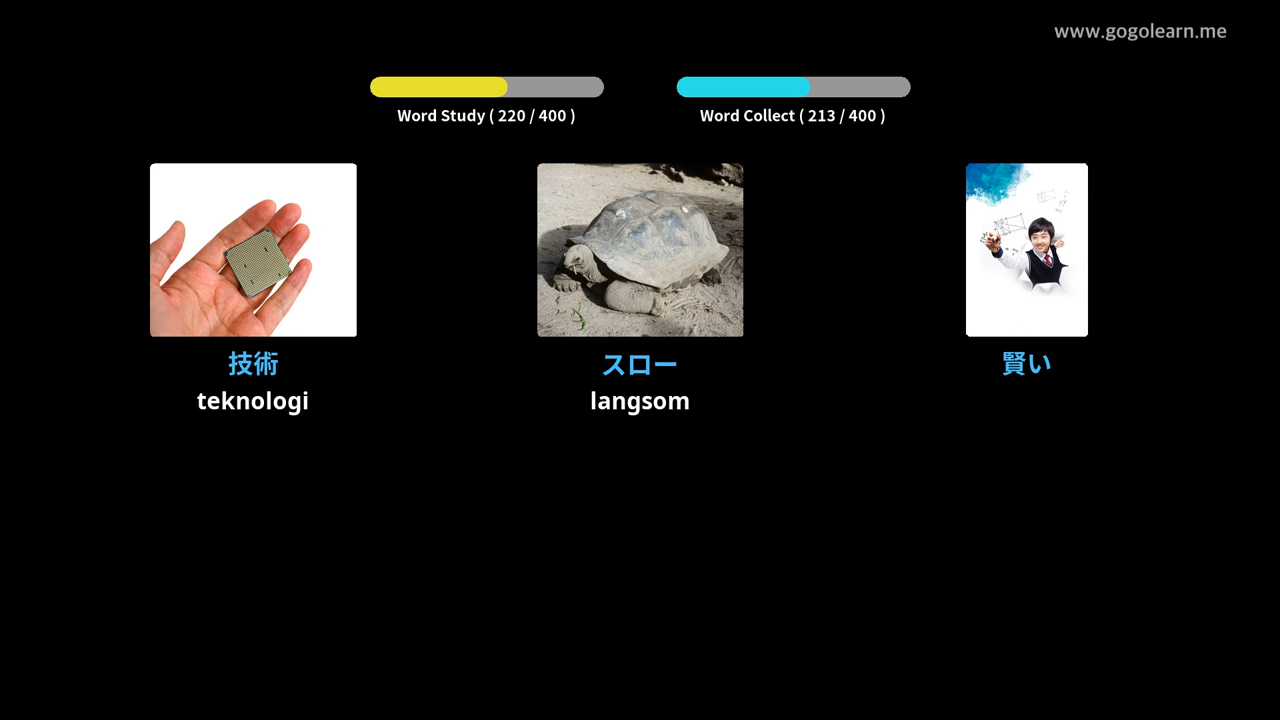 www.gogolearn.me
Word Study ( 220 / 400 )
Word Collect ( 213 / 400 )
技術
teknologi
スロー
langsom
賢い